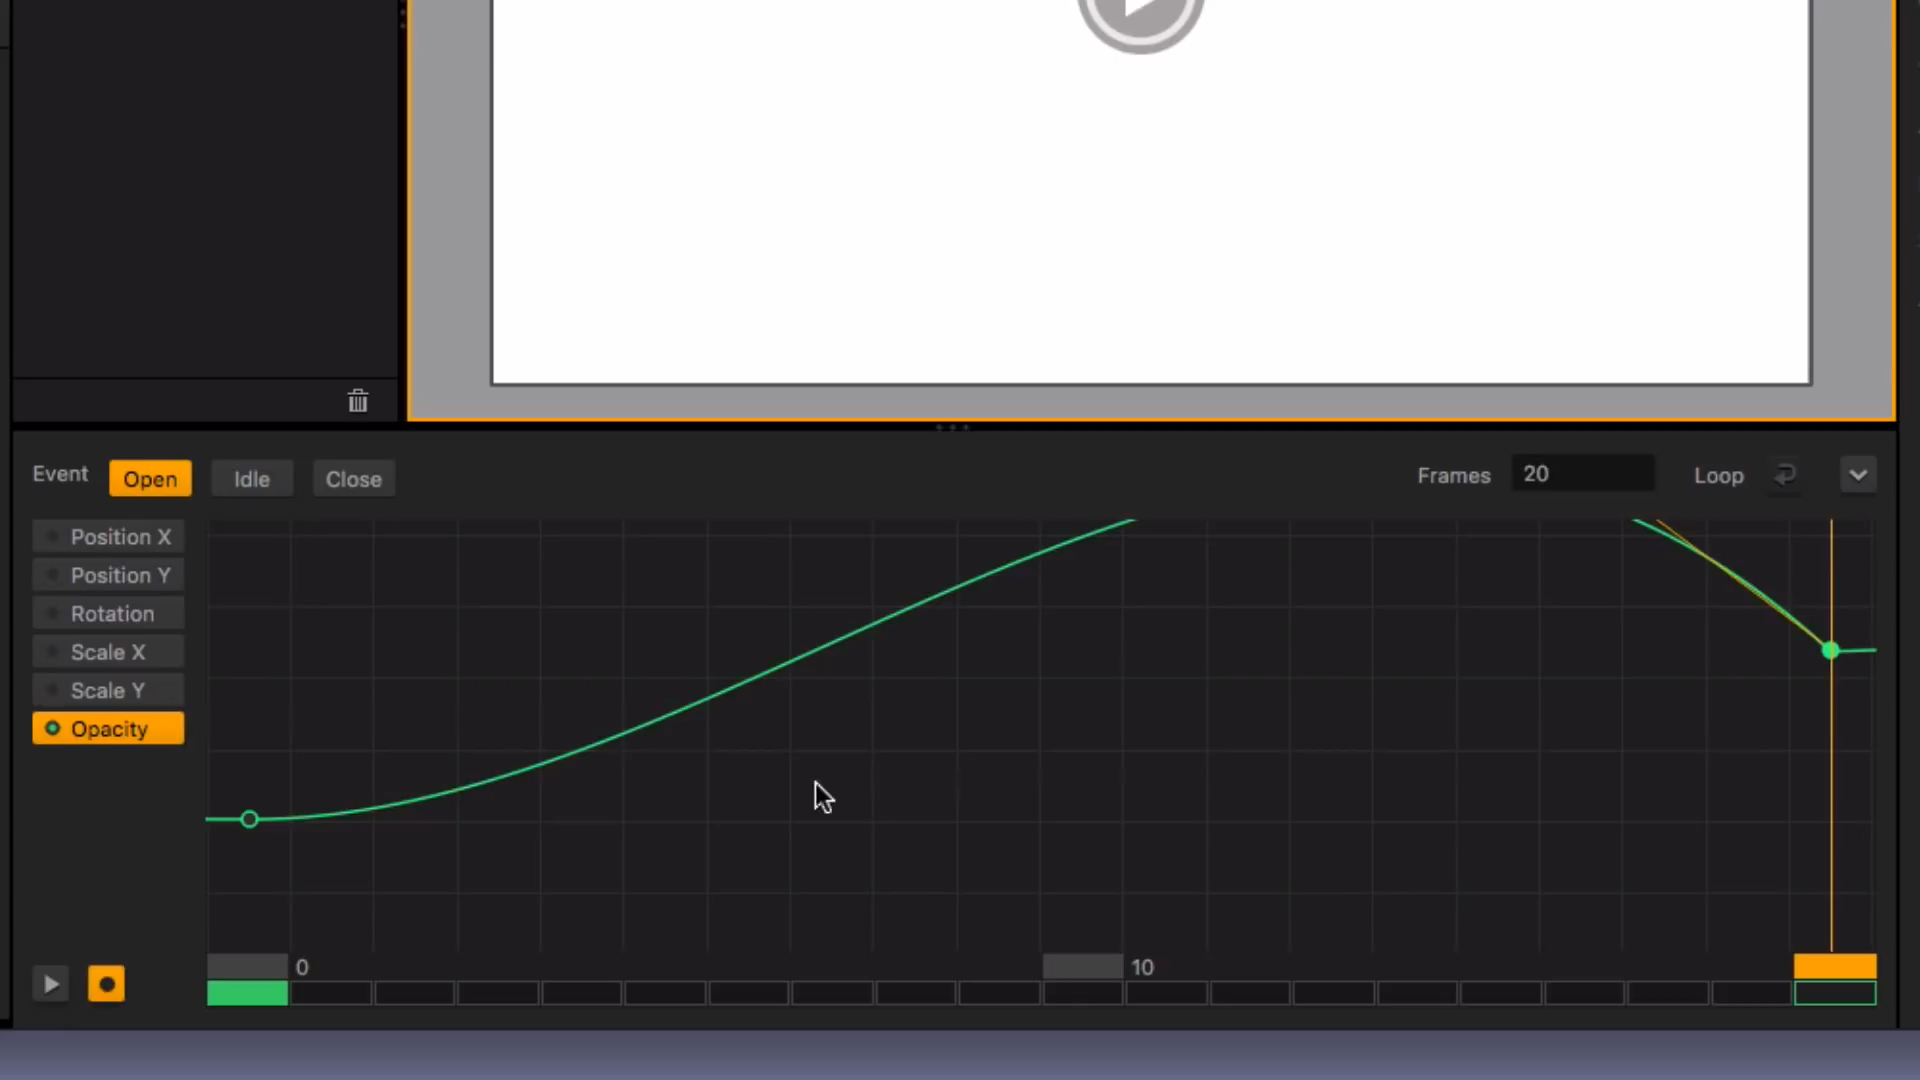 Event Open Idle Close Frames 20 Loop
Position X
Position Y
Rotation
Scale X
Scale Y
Opacity
0 10